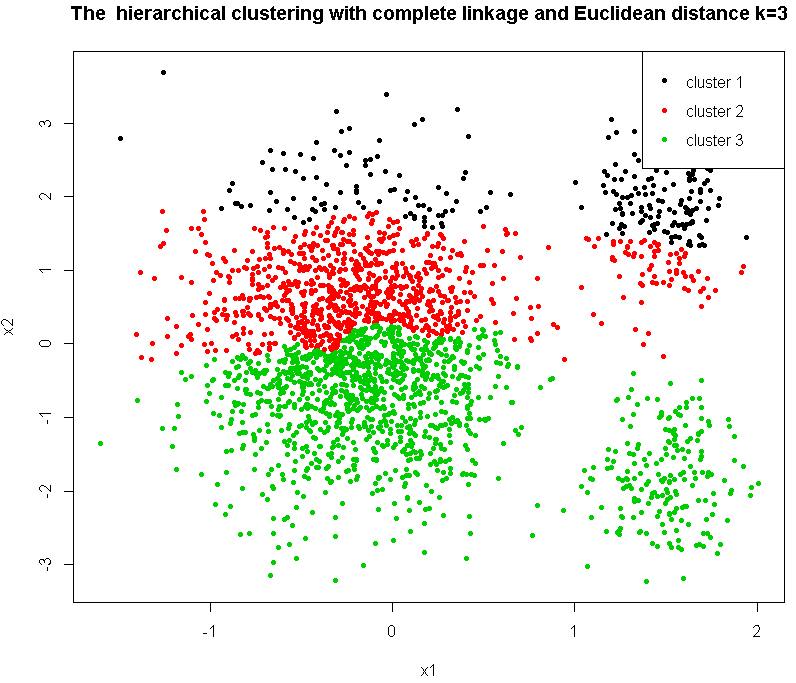 The  hierarchical clustering with complete linkage and Euclidean distance k=3
cluster 1
cluster 2
cluster 3
3
2
1
0
-1
-2
-3
x2
-1
0
1
2
x1